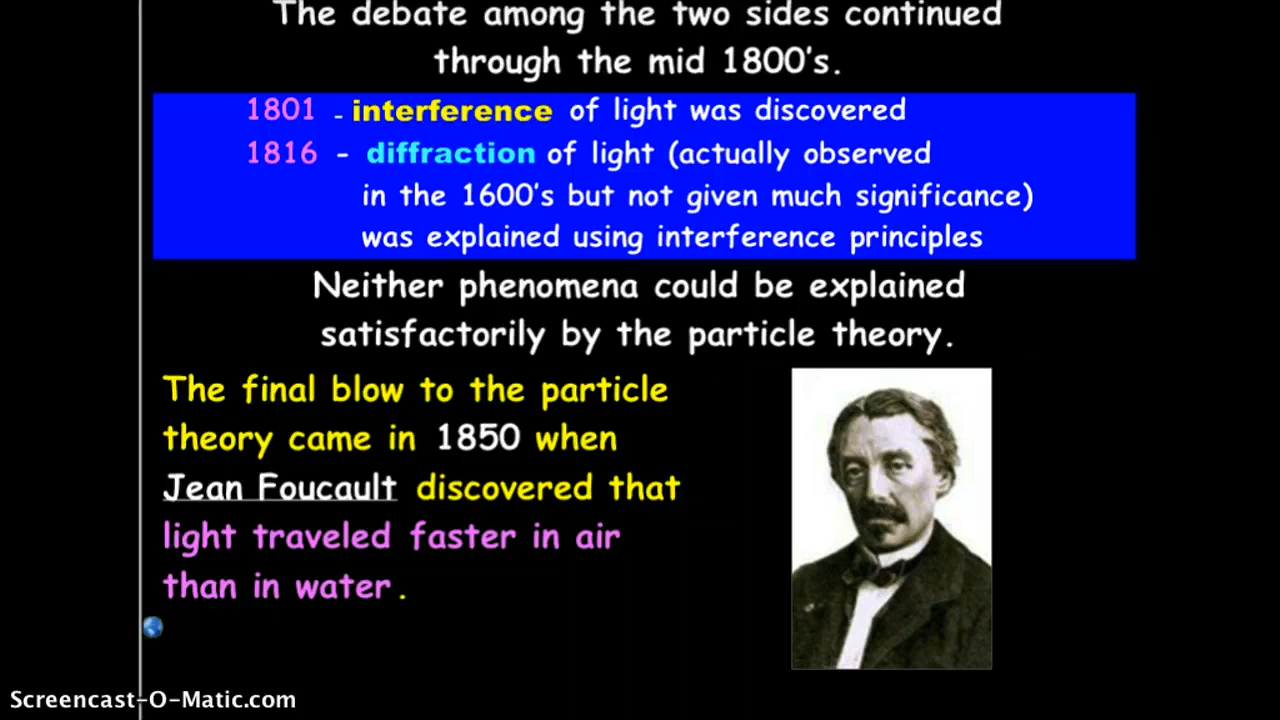 The debate among the two sides continued
through the mid 1800's.
1801 - interference of light was discovered
1816 - diffraction of light (actually observed
in the 1600's but not given much significance)
was explained using interference principles
Neither phenomena could be explained
satisfactorily by the particle theory.
The final blow to the particle
theory came in 1850 when
Jean Foucault discovered that
light traveled faster in air
than in water.
Screencast-O-Matic.com